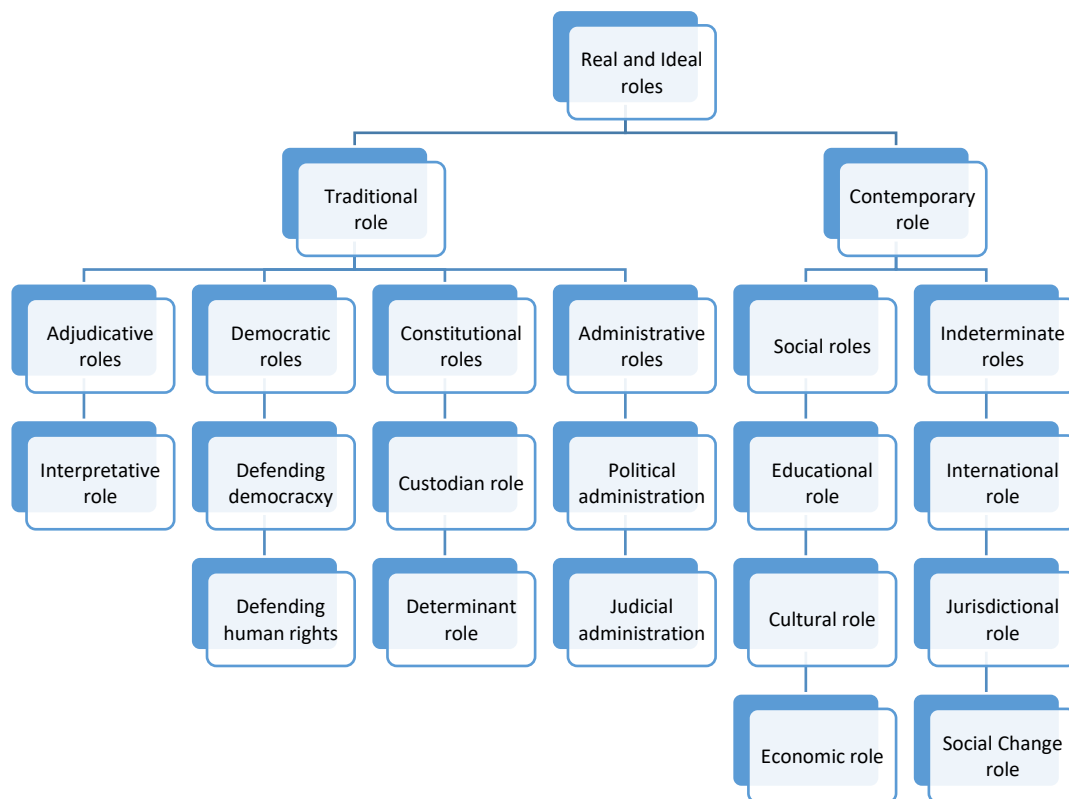 Real and Ideal
roles
Traditional
role
Contemporary
role
Adjudicative
roles
Democratic
roles
Constitutional
roles
Administrative
roles
Social roles
Indeterminate
roles
Interpretative
role
Defending
democracxy
Custodian role
Political
administration
Educational
role
International
role
Defending
human rights
Determinant
role
Judicial
administration
Cultural role
Jurisdictional
role
Economic role
Social Change
role